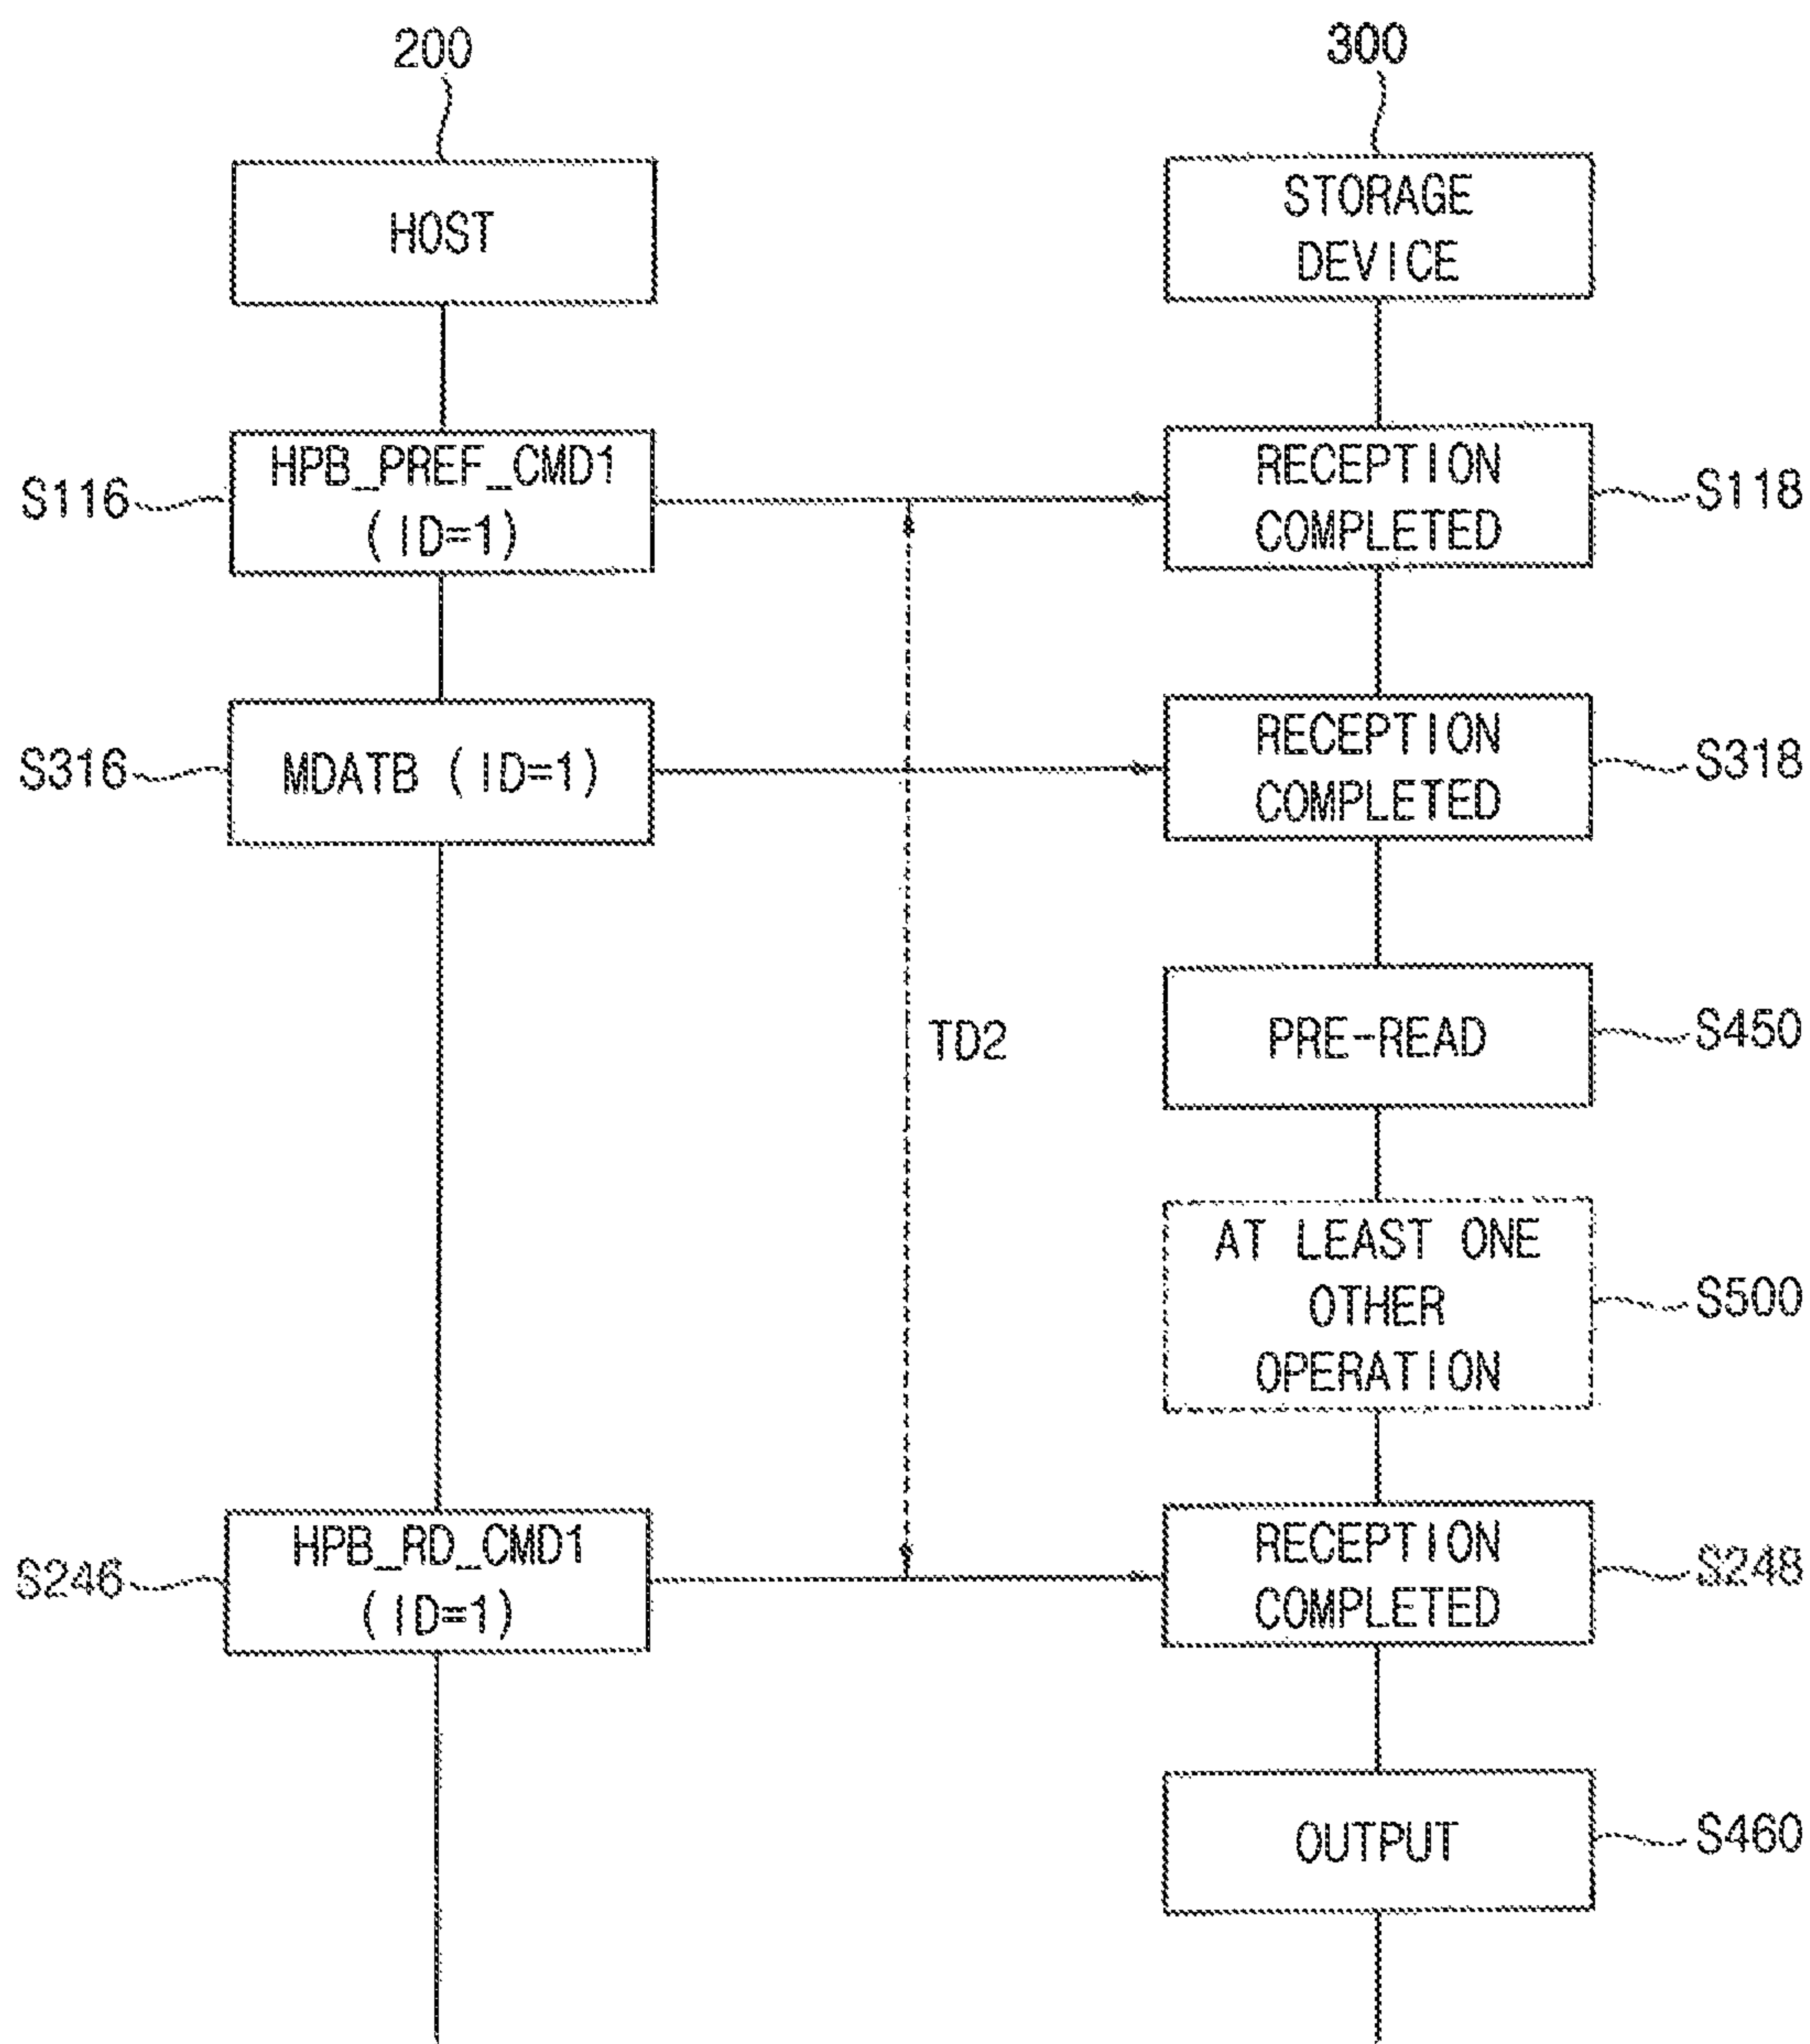 200
300
HOST
STORAGE
DEVICE
S116
HPB_PREF_CMD1
(ID=1)
RECEPTION
COMPLETED
S118
S316
MDATB (ID=1)
RECEPTION
COMPLETED
S318
TD2
PRE-READ
S450
AT LEAST ONE
OTHER
OPERATION
S500
S246
HPB_RD_CMD1
(ID=1)
RECEPTION
COMPLETED
S248
OUTPUT
S460